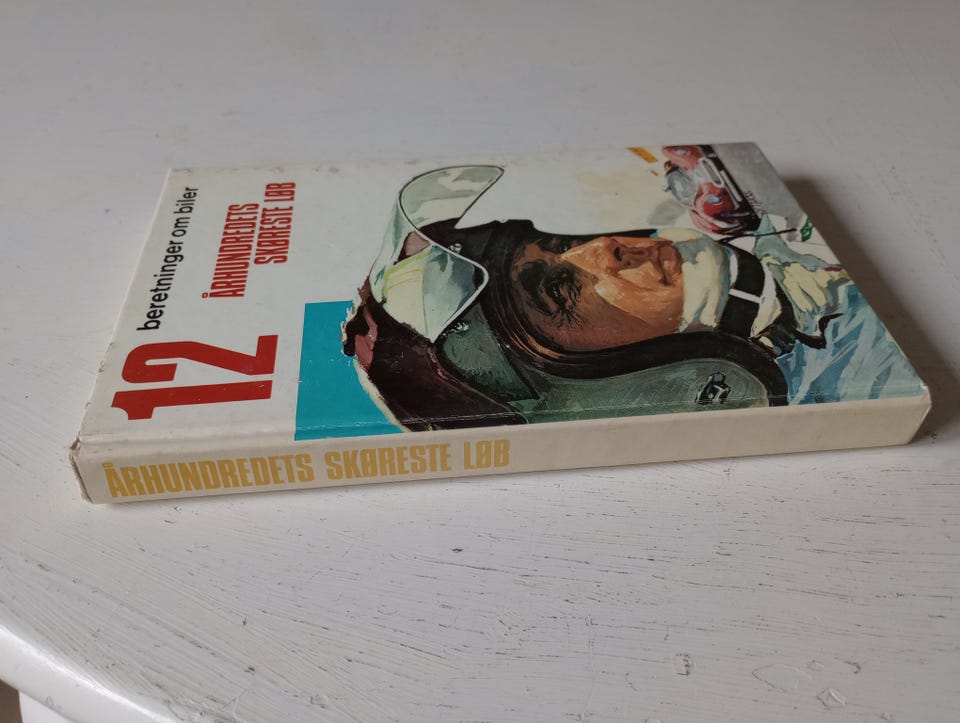 12
beretninger om biler
ÅRHUNDREDETS
SKØRESTE LØB
ÅRHUNDREDETS SKØRESTE LØB